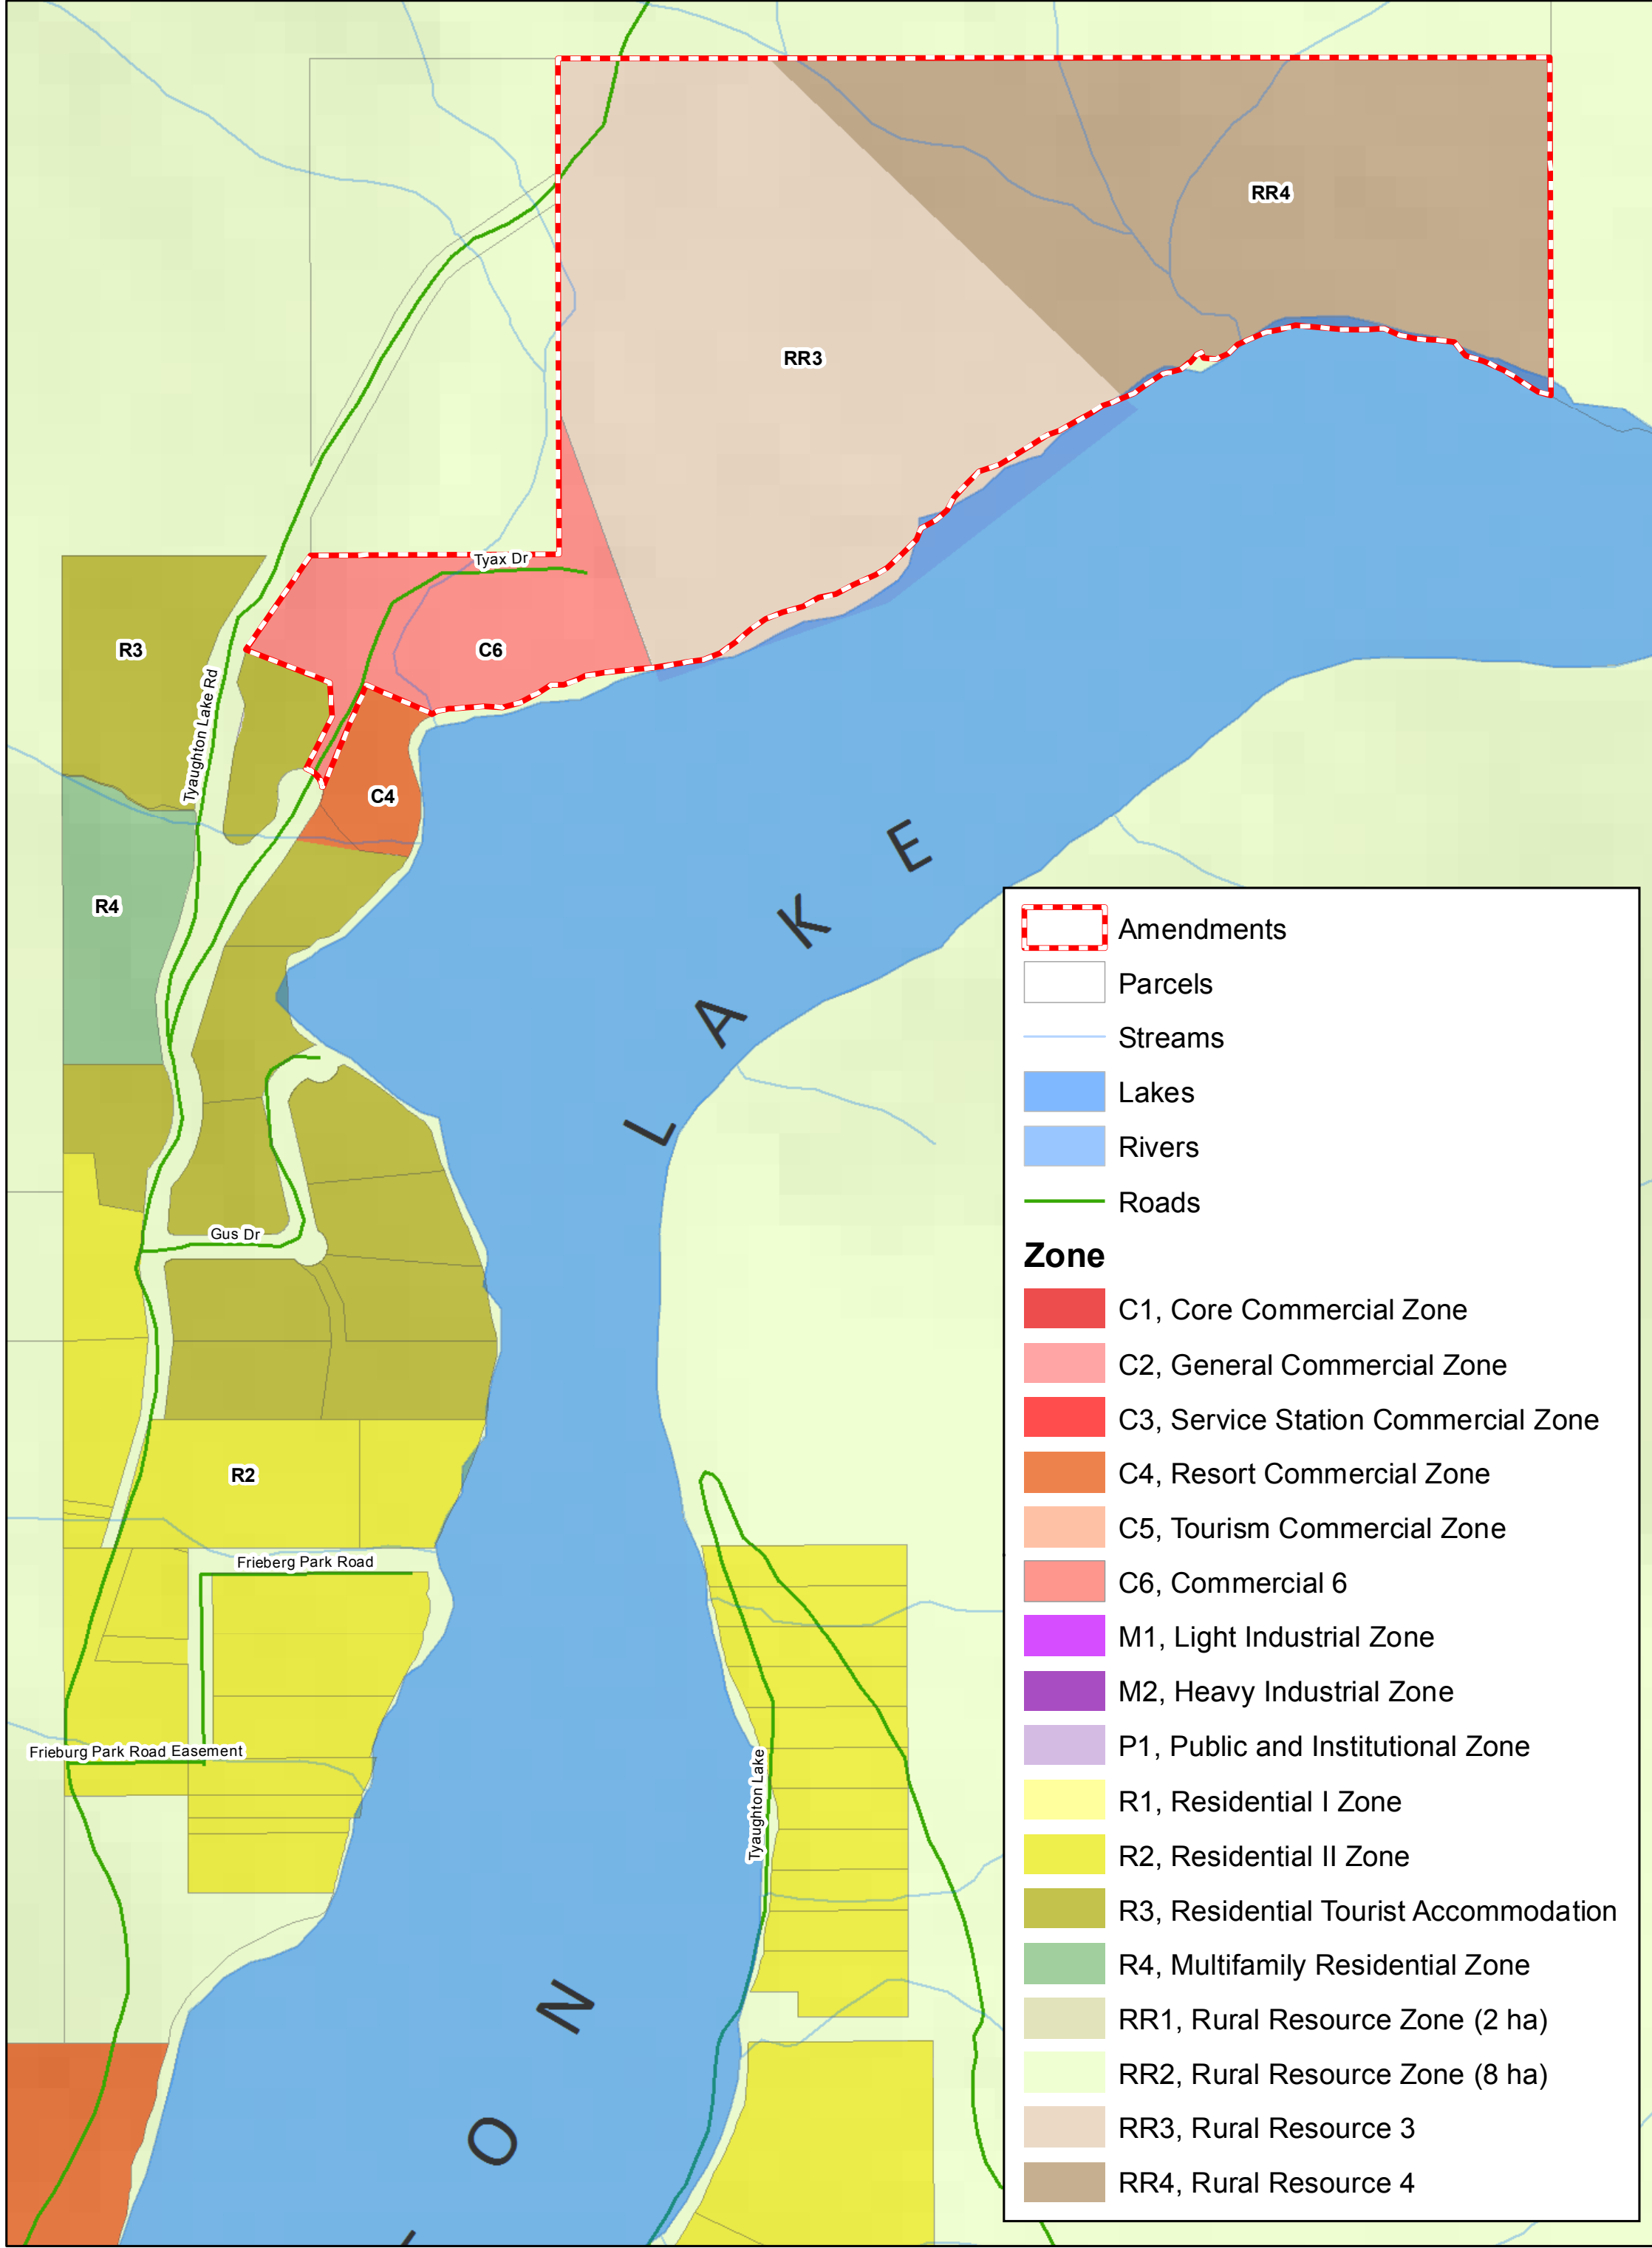 RR4
RR3
Tyax Dr
R3
C6
Tyaughton Lake Rd
C4
R4
L A K E
Gus Dr
R2
Frieberg Park Road
Frieburg Park Road Easement
Tyaughton Lake
O N
Amendments
Parcels
Streams
Lakes
Rivers
Roads
Zone
C1, Core Commercial Zone
C2, General Commercial Zone
C3, Service Station Commercial Zone
C4, Resort Commercial Zone
C5, Tourism Commercial Zone
C6, Commercial 6
M1, Light Industrial Zone
M2, Heavy Industrial Zone
P1, Public and Institutional Zone
R1, Residential I Zone
R2, Residential II Zone
R3, Residential Tourist Accommodation
R4, Multifamily Residential Zone
RR1, Rural Resource Zone (2 ha)
RR2, Rural Resource Zone (8 ha)
RR3, Rural Resource 3
RR4, Rural Resource 4